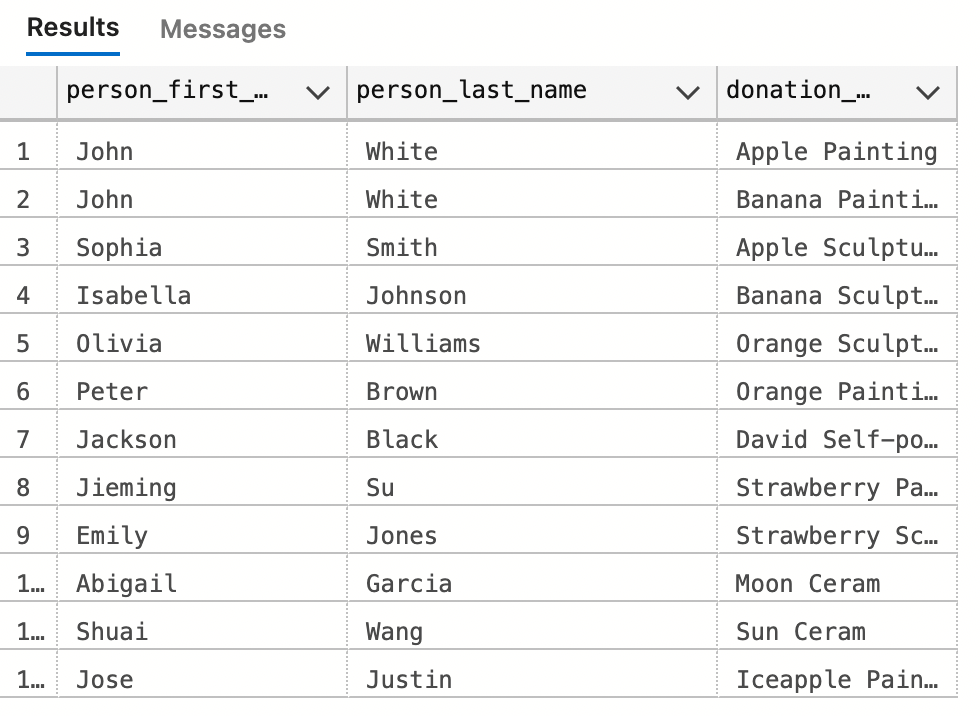 Results Messages
person_first_… person_last_name donation_…
1 John White Apple Painting
2 John White Banana Painti…
3 Sophia Smith Apple Sculptu…
4 Isabella Johnson Banana Sculpt…
5 Olivia Williams Orange Sculpt…
6 Peter Brown Orange Painti…
7 Jackson Black David Self-po…
8 Jieming Su Strawberry Pa…
9 Emily Jones Strawberry Sc…
1… Abigail Garcia Moon Ceram
1… Shuai Wang Sun Ceram
1… Jose Justin Iceapple Pain…